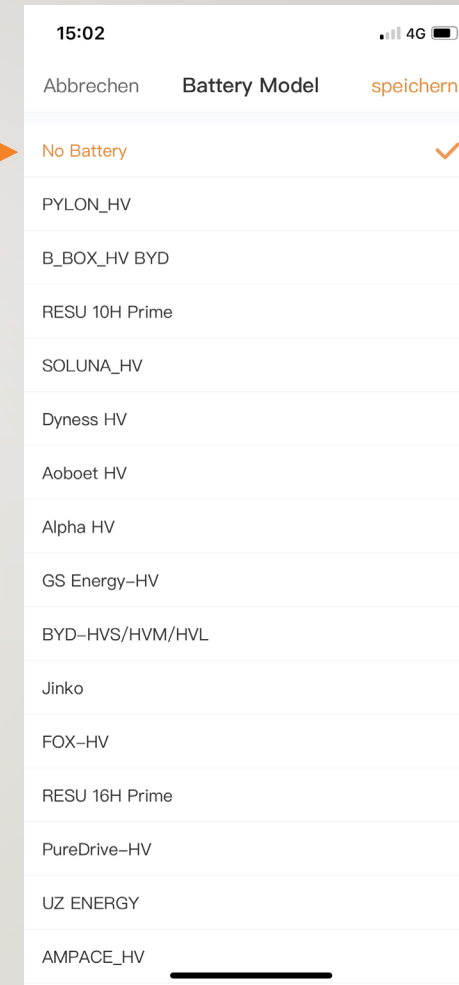 15:02 4G
Abbrechen Battery Model speichern
No Battery
PYLON_HV
B_BOX_HV BYD
RESU 10H Prime
SOLUNA_HV
Dyness HV
Aoboet HV
Alpha HV
GS Energy-HV
BYD-HVS/HVM/HVL
Jinko
FOX-HV
RESU 16H Prime
PureDrive-HV
UZ ENERGY
AMPACE_HV